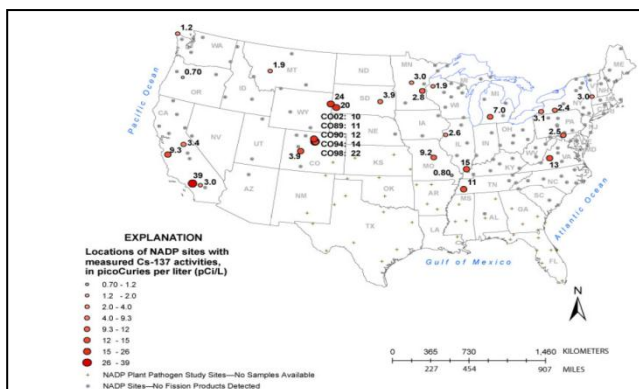 1.2
WA
ME
MT
1.9
ND
MN
3.0
1.9
0.70
OR
ID
24
SD
3.9
2.8
WI
MI
3.0
20
WY
7.0
3.1
2.4
CO02: 10
CO89: 11
CO90: 12
CO94: 14
CO98: 22
NE
IA
PA
2.5
CA
NV
3.4
UT
IL
2.6
IN
OH
9.3
3.9
CO
KS
9.2
MO
VA
13
KY
15
0.80
NC
39
3.0
AZ
NM
OK
AR
TN
11
MS
SC
AL
GA
TX
LA
FL
Pacific Ocean
Atlantic Ocean
Gulf of Mexico
EXPLANATION
Locations of NADP sites with
measured Cs-137 activities,
in picoCuries per liter (pCi/L)
0.70 - 1.2
1.2 - 2.0
2.0 - 4.0
4.0 - 9.3
9.3 - 12
12 - 15
15 - 26
26 - 39
NADP Plant Pathogen Study Sites—No Samples Available
NADP Sites—No Fission Products Detected
N
0 365 730 1,460 KILOMETERS
227 454 907 MILES